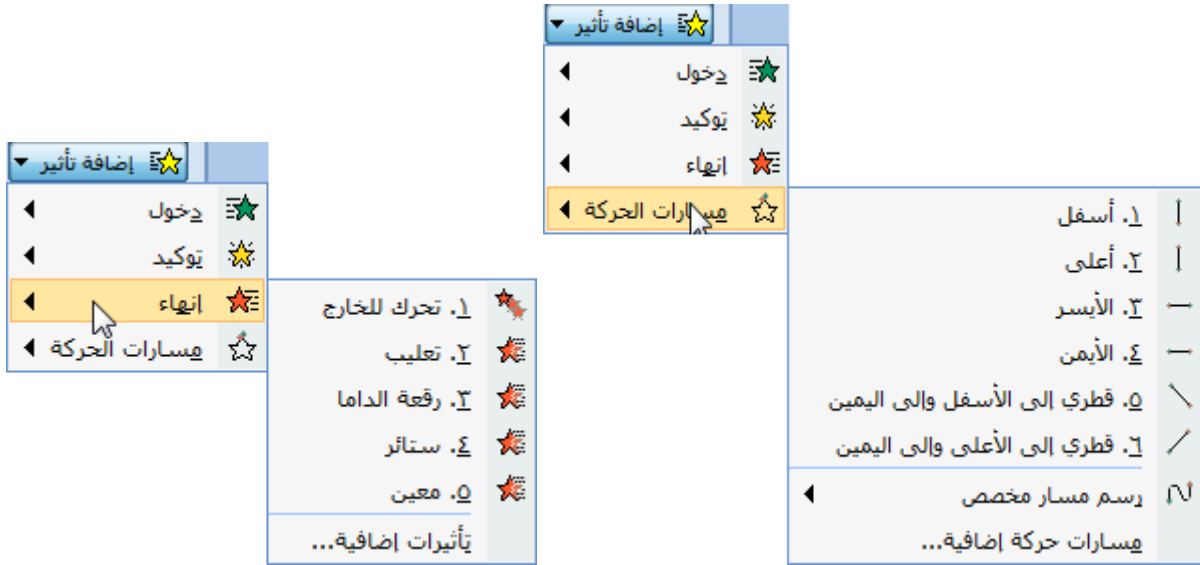 إضافة تأثير
دخول
توكيد
إنهاء
مسارات الحركة
١. أسفل
٢. أعلى
٣. الأيسر
٤. الأيمن
٥. قطري إلى الأسفل وإلى اليمين
٦. قطري إلى الأعلى وإلى اليمين
رسم مسار مخصص
مسارات حركة إضافية...
إضافة تأثير
دخول
توكيد
إنهاء
مسارات الحركة
١. تحرك للخارج
٢. تعليب
٣. رقعة الداما
٤. ستائر
٥. معين
تأثيرات إضافية...